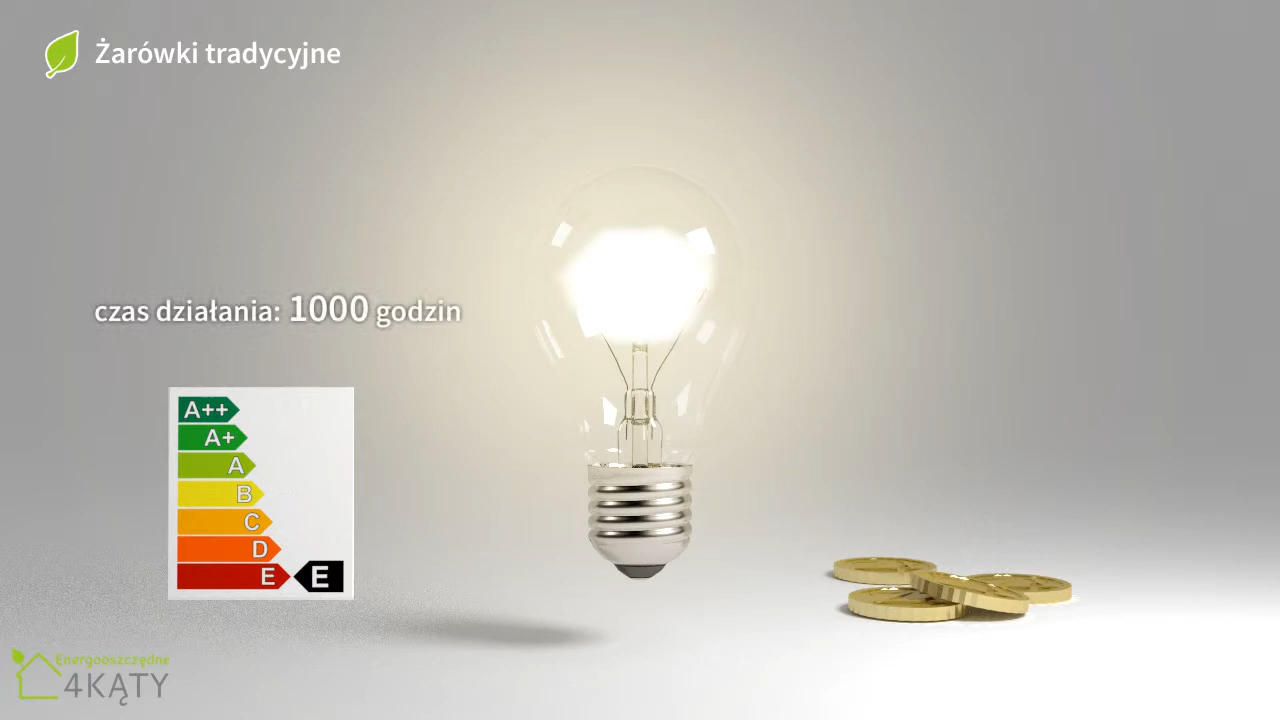 Żarówki tradycyjne
czas działania: 1000 godzin
A++
A+
A
B
C
D
E E
Energooszczędne
4KĄTY